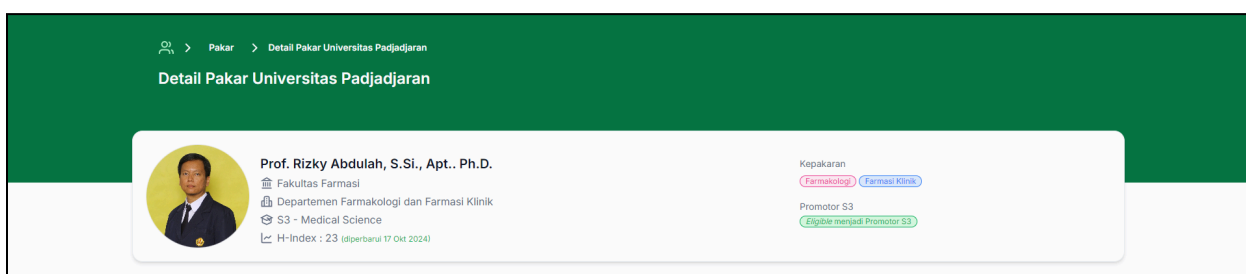 Pakar
Detail Pakar Universitas Padjadjaran
Detail Pakar Universitas Padjadjaran
Prof. Rizky Abdulah, S.Si., Apt.. Ph.D.
Fakultas Farmasi
Departemen Farmakologi dan Farmasi Klinik
S3 - Medical Science
H-Index : 23 (diperbarui 17 Okt 2024)
Kepakaran
Farmakologi Farmasi Klinik
Promotor S3
Eligible menjadi Promotor S3